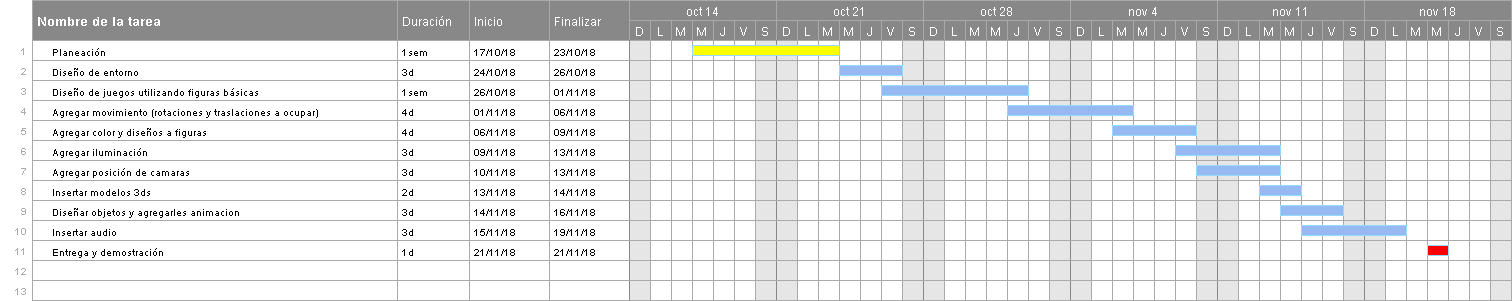 Nombre de la tarea Duración Inicio Finalizar oct 14 oct 21 oct 28 nov 4 nov 11 nov 18
D L M M J V S D L M M J V S D L M M J V S D L M M J V S D L M M J V S D L M M J V S
1 Planeación 1sem 17/10/18 23/10/18
2 Diseño de entorno 3d 24/10/18 26/10/18
3 Diseño de juegos utilizando figuras básicas 1sem 26/10/18 01/11/18
4 Agregar movimiento (rotaciones y traslaciones a ocupar) 4d 01/11/18 06/11/18
5 Agregar color y diseños a figuras 4d 06/11/18 09/11/18
6 Agregar iluminación 3d 09/11/18 13/11/18
7 Agregar posición de camaras 3d 10/11/18 13/11/18
8 Insertar modelos 3ds 2d 13/11/18 14/11/18
9 Diseñar objetos y agregarles animacion 3d 14/11/18 16/11/18
10 Insertar audio 3d 15/11/18 19/11/18
11 Entrega y demostración 1d 21/11/18 21/11/18
12
13